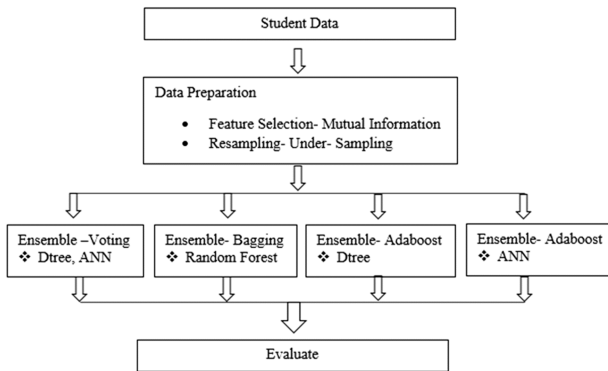 Student Data
Data Preparation
• Feature Selection- Mutual Information
• Resampling- Under- Sampling
Ensemble –Voting
❖ Dtree, ANN
Ensemble- Bagging
❖ Random Forest
Ensemble- Adaboost
❖ Dtree
Ensemble- Adaboost
❖ ANN
Evaluate